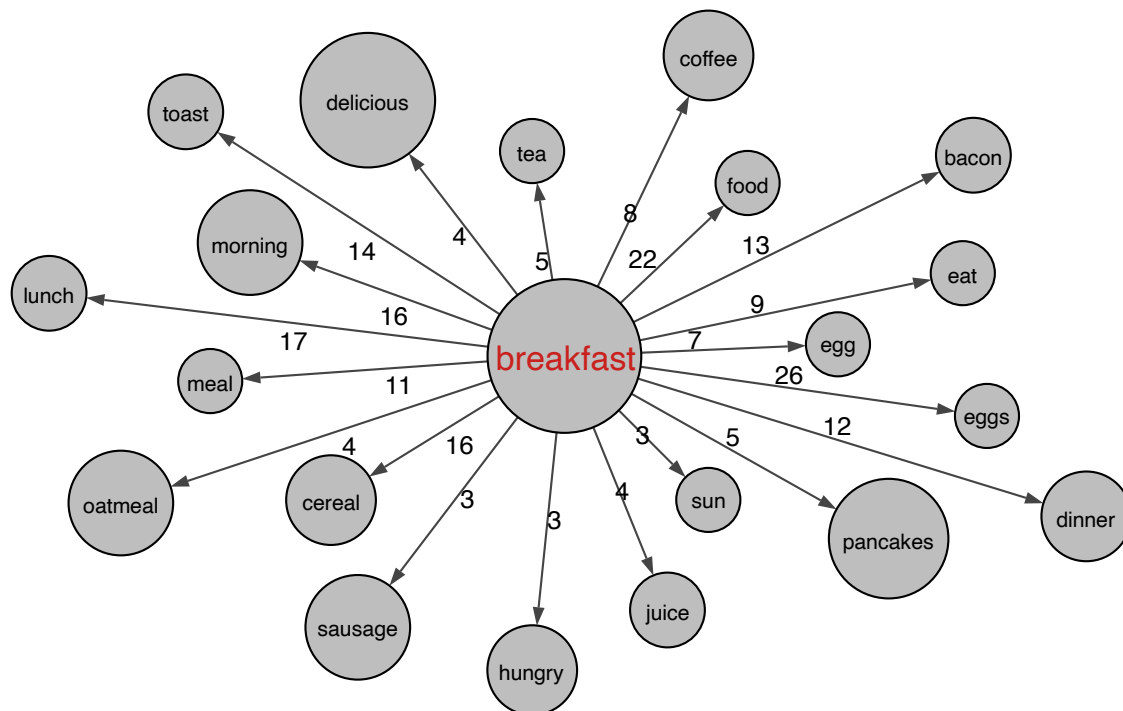 coffee
delicious
toast
tea
bacon
food
8
4
14
morning
13
22
5
eat
lunch
9
16
17
7
egg
breakfast
26
meal
11
eggs
12
5
3
16
4
cereal
sun
3
4
oatmeal
3
dinner
pancakes
juice
sausage
hungry